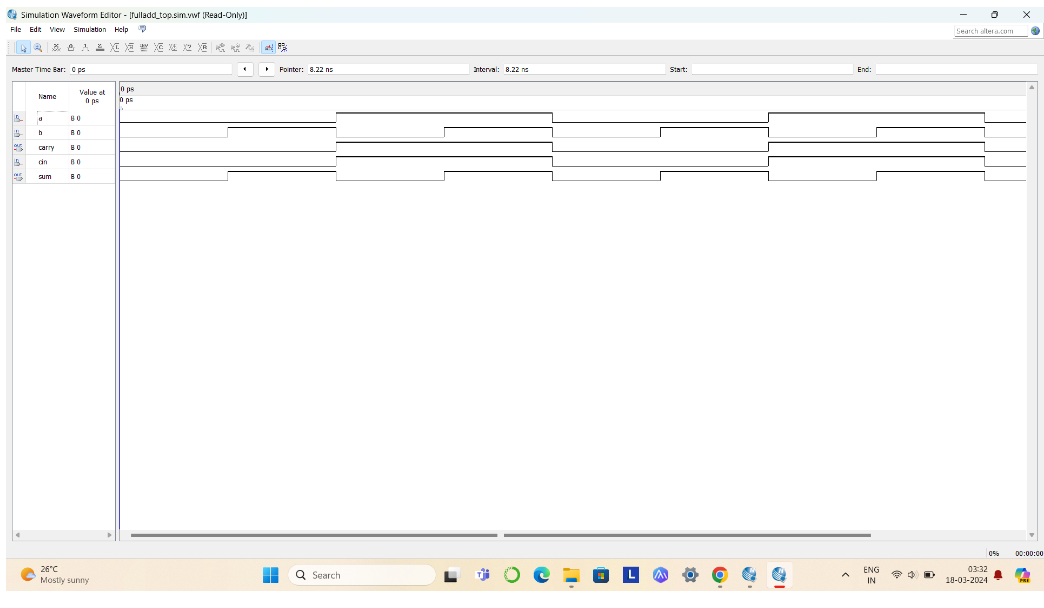 Simulation Waveform Editor - [fulladd_top.sim.vwf (Read-Only)]
File Edit View Simulation Help
Search altera.com
Master Time Bar: 0 ps Pointer: 8.22 ns Interval: 8.22 ns Start: End:
Name Value at 0 ps
0 ps
0 ps
a B 0
b B 0
carry B 0
cin B 0
sum B 0
0% 00:00:00
26°C
Mostly sunny
Search
ENG
IN
03:32
18-03-2024